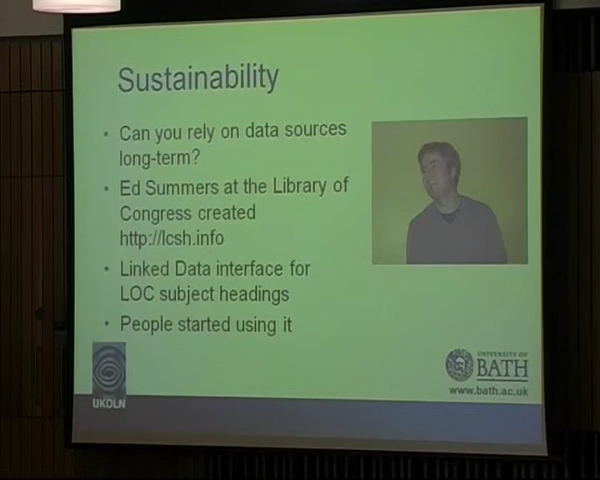 Sustainability
• Can you rely on data sources
long-term?
• Ed Summers at the Library of
Congress created
http://lcsh.info
• Linked Data interface for
LOC subject headings
• People started using it
UKOLN
UNIVERSITY OF
BATH
www.bath.ac.uk